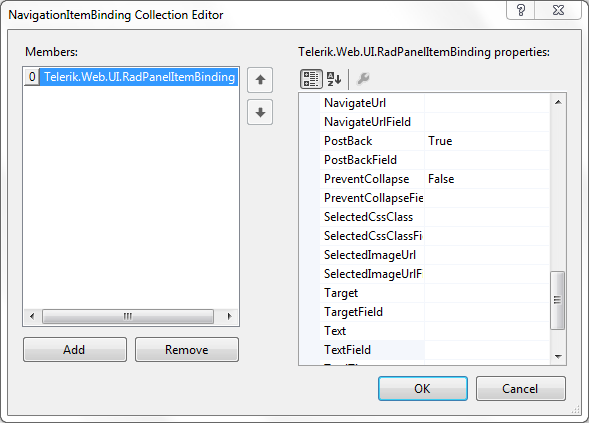 NavigationItemBinding Collection Editor
Members:
0 Telerik.Web.UI.RadPanelItemBinding
Add
Remove
Telerik.Web.UI.RadPanelItemBinding properties:
NavigateUrl
NavigateUrlField
PostBack True
PostBackField
PreventCollapse False
PreventCollapseFie
SelectedCssClass
SelectedCssClassFi
SelectedImageUrl
SelectedImageUrlF
Target
TargetField
Text
TextField
OK
Cancel